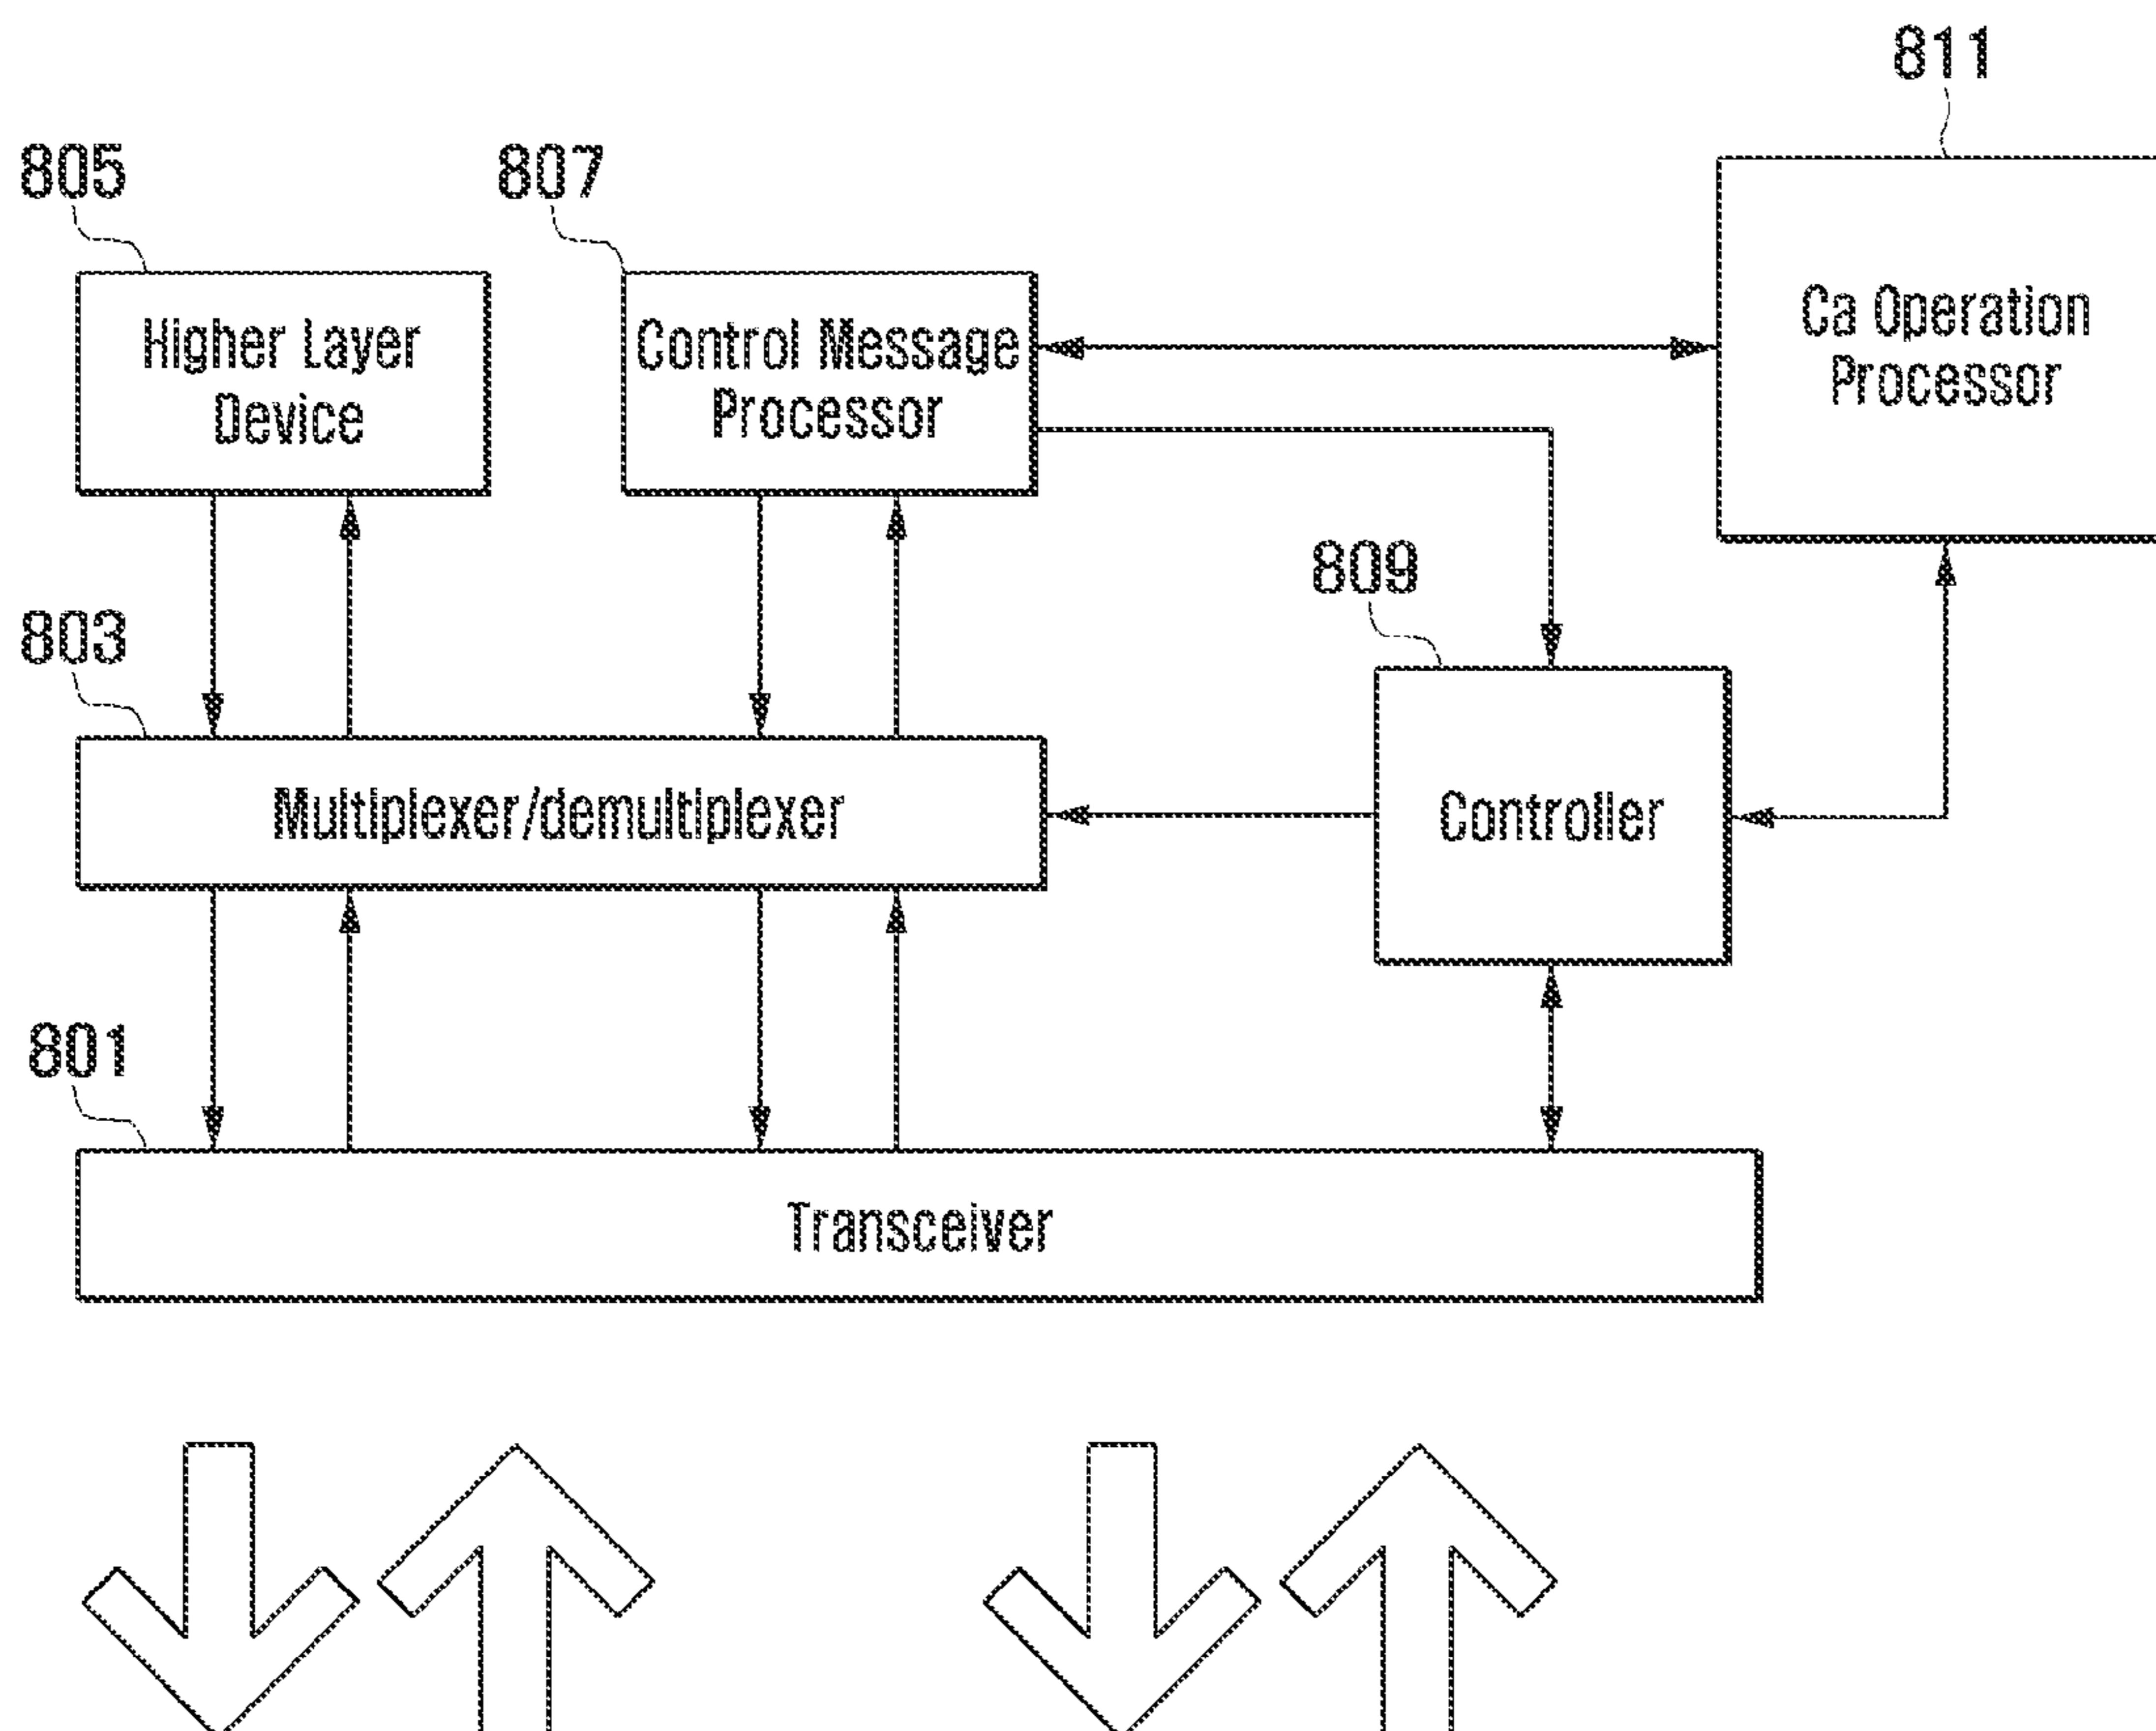 811
805
807
Higher Layer
Device
Control Message
Processor
Ca Operation
Processor
809
803
Multiplexer/demultiplexer
Controller
801
Transceiver